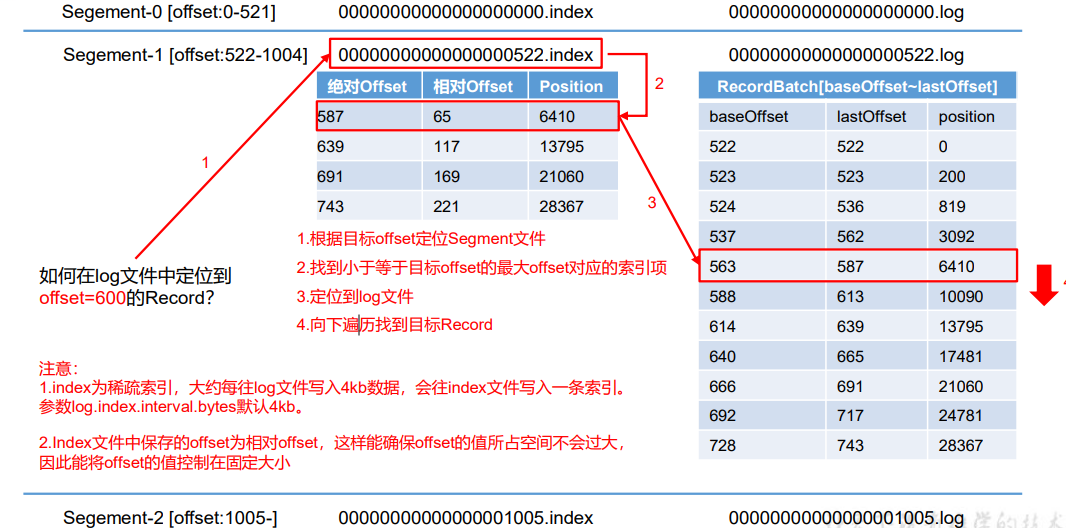 Segement-0 [offset:0-521] 00000000000000000000.index 00000000000000000000.log
Segement-1 [offset:522-1004] 00000000000000000522.index 00000000000000000522.log
绝对Offset 相对Offset Position
587 65 6410
639 117 13795
691 169 21060
743 221 28367
RecordBatch[baseOffset~lastOffset]
baseOffset lastOffset position
522 522 0
523 523 200
524 536 819
537 562 3092
563 587 6410
588 613 10090
614 639 13795
640 665 17481
666 691 21060
692 717 24781
728 743 28367
1
2
3
如何在log文件中定位到
offset=600的Record?
1.根据目标offset定位Segment文件
2.找到小于等于目标offset的最大offset对应的索引项
3.定位到log文件
4.向下遍历找到目标Record
注意:
1.index为稀疏索引，大约每往log文件写入4kb数据，会往index文件写入一条索引。
参数log.index.interval.bytes默认4kb。
2.Index文件中保存的offset为相对offset，这样能确保offset的值所占空间不会过大，
因此能将offset的值控制在固定大小
Segement-2 [offset:1005-] 00000000000000001005.index 00000000000000001005.log